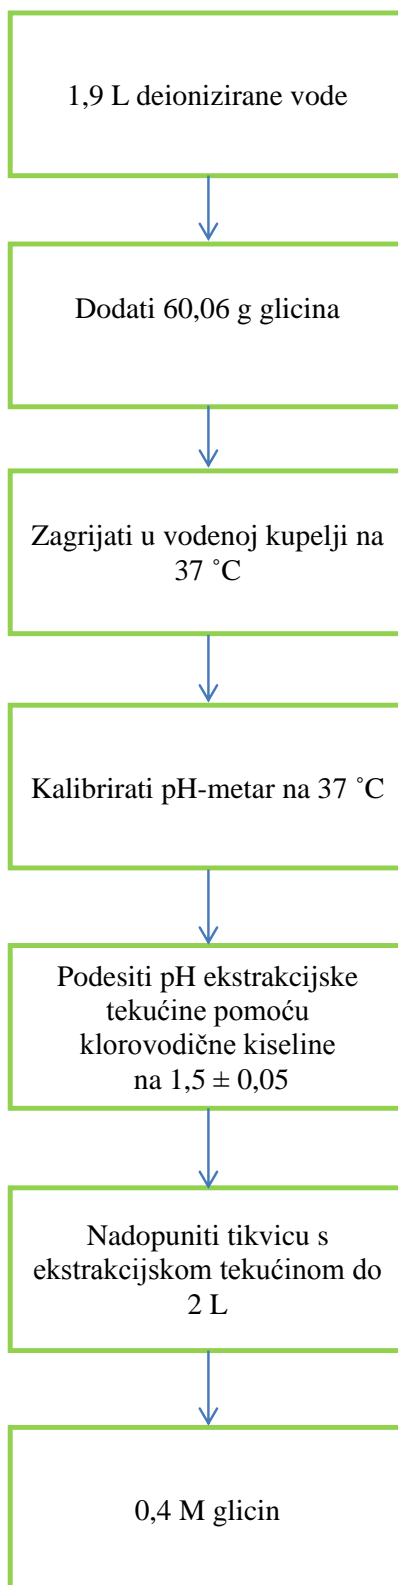 1,9 L deionizirane vode
Dodati 60,06 g glicina
Zagrijati u vodenoj kupelji na
37 ˚C
Kalibrirati pH-metar na 37 ˚C
Podesiti pH ekstrakcijske
tekućine pomoću
klorovodične kiseline
na 1,5 ± 0,05
Nadopuniti tikvicu s
ekstrakcijskom tekućinom do
2 L
0,4 M glicin